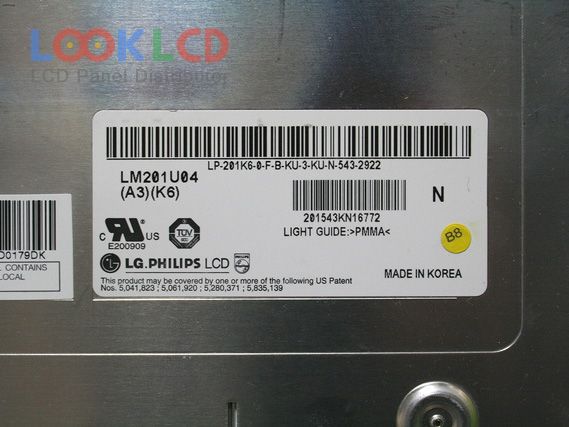 LOOKLCD
LCD Panel Distributor
LP-201K6-0-F-B-KU-3-KU-N-543-2922
LM201U04
(A3)(K6)
201543KN16772
N
C US
E200909
TUV
LIGHT GUIDE:>PMMA<
B8
LG.PHILIPS LCD
PHILIPS
MADE IN KOREA
This product may be covered by one or more of the following US Patent
Nos. 5,041,823 ; 5,061,920 ; 5,280,371 ; 5,835,139
D0179DK
CONTAINS
LOCAL